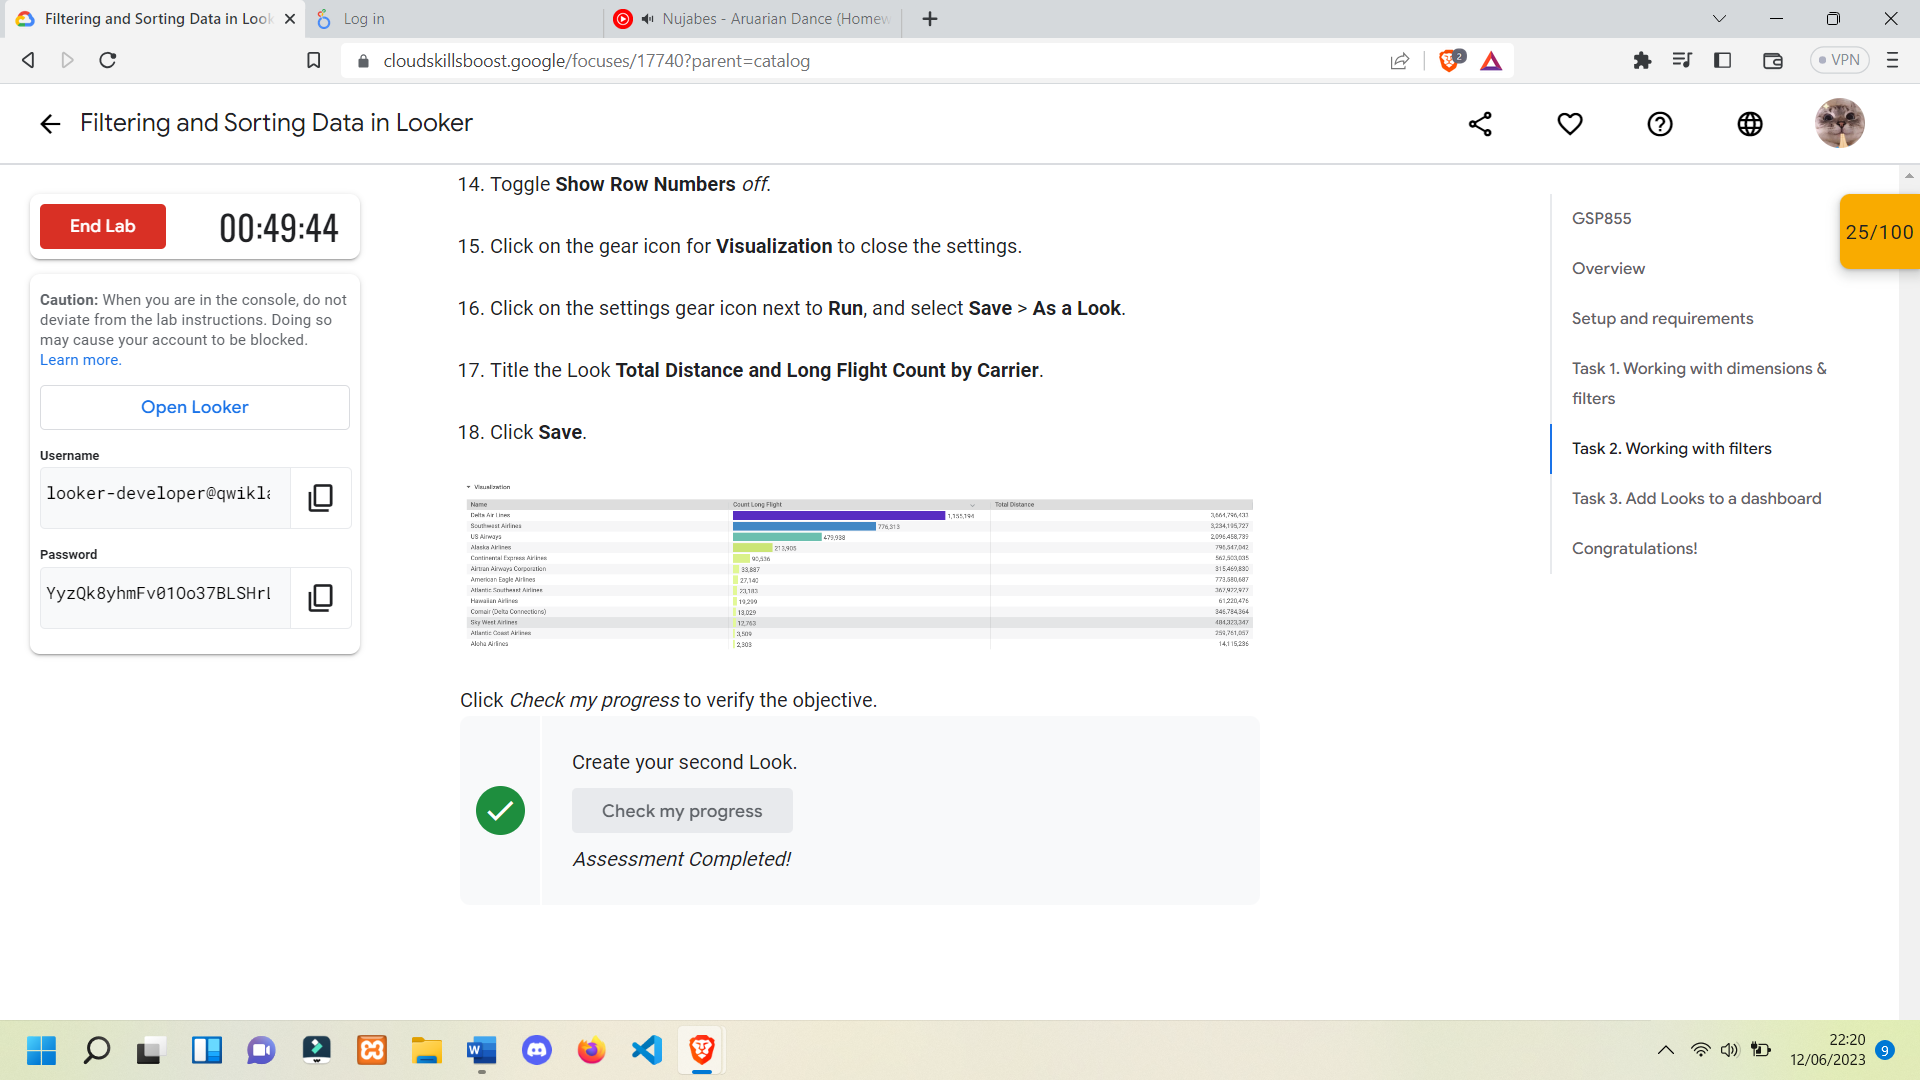 Filtering and Sorting Data in Look
Log in
Nujabes - Aruarian Dance (Homew
cloudskillsboost.google/focuses/17740?parent=catalog
2
VPN
Filtering and Sorting Data in Looker
End Lab
00:49:44
Caution: When you are in the console, do not
deviate from the lab instructions. Doing so
may cause your account to be blocked.
Learn more.
Open Looker
Username
looker-developer@qwikla
Password
YyzQk8yhmFv01Oo37BLSHrL
14. Toggle Show Row Numbers off.
15. Click on the gear icon for Visualization to close the settings.
16. Click on the settings gear icon next to Run, and select Save > As a Look.
17. Title the Look Total Distance and Long Flight Count by Carrier.
18. Click Save.
Visualization
Name Count Long Flight Total Distance
Delta Air Lines 1,155,194 3,664,796,433
Southwest Airlines 776,313 3,234,195,727
US Airways 479,938 2,096,458,739
Alaska Airlines 213,905 796,547,042
Continental Express Airlines 90,536 562,503,035
Airtran Airways Corporation 33,887 315,469,830
American Eagle Airlines 27,140 773,580,687
Atlantic Southeast Airlines 23,183 367,922,977
Hawaiian Airlines 19,299 61,220,476
Comair (Delta Connections) 13,029 346,784,364
Sky West Airlines 12,763 484,323,347
Atlantic Coast Airlines 3,509 259,761,057
Aloha Airlines 2,303 14,115,236
Click Check my progress to verify the objective.
Create your second Look.
Check my progress
Assessment Completed!
GSP855
Overview
Setup and requirements
Task 1. Working with dimensions &
filters
Task 2. Working with filters
Task 3. Add Looks to a dashboard
Congratulations!
25/100
22:20
12/06/2023
9